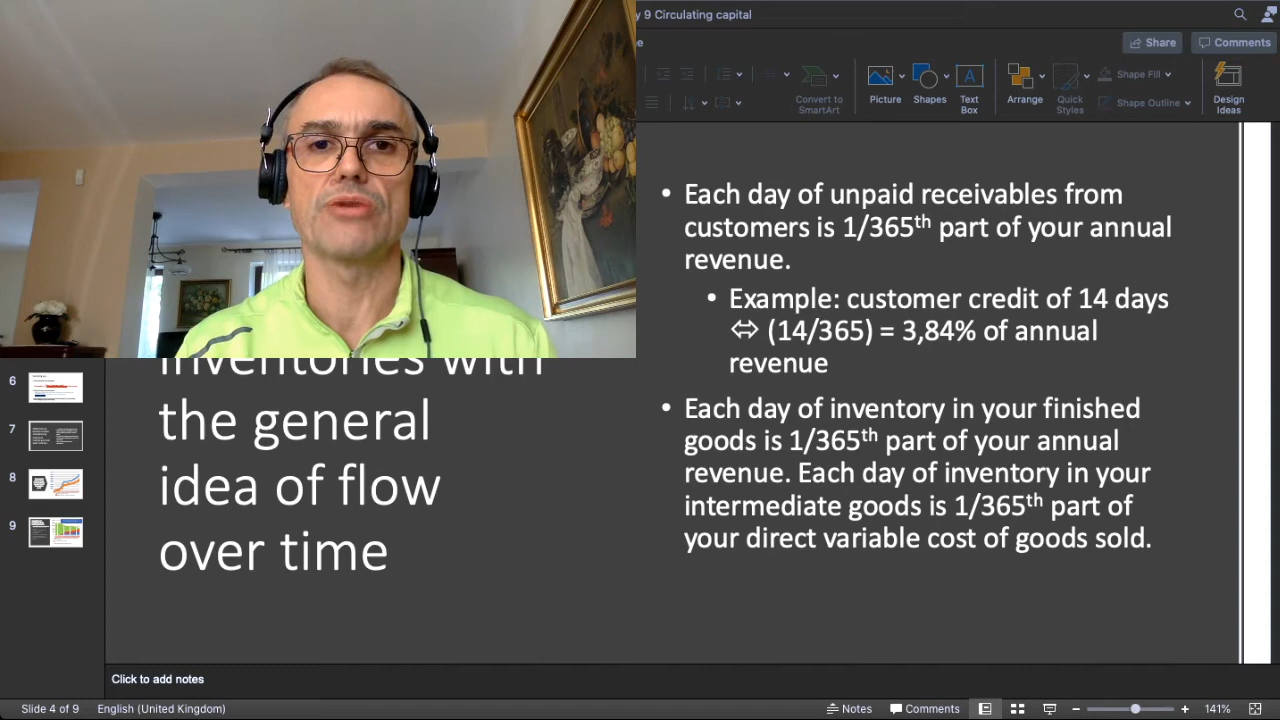 y 9 Circulating capital
e
Share
Comments
Convert to
SmartArt
Picture
Shapes
Text
Box
Arrange
Quick
Styles
Shape Fill
Shape Outline
Design
Ideas
• Each day of unpaid receivables from
customers is 1/365th part of your annual
revenue.
• Example: customer credit of 14 days
⇔ (14/365) = 3,84% of annual
revenue
• Each day of inventory in your finished
goods is 1/365th part of your annual
revenue. Each day of inventory in your
intermediate goods is 1/365th part of
your direct variable cost of goods sold.
inventories with
the general
idea of flow
over time
6
7
8
9
Click to add notes
Slide 4 of 9
English (United Kingdom)
Notes
Comments
141%